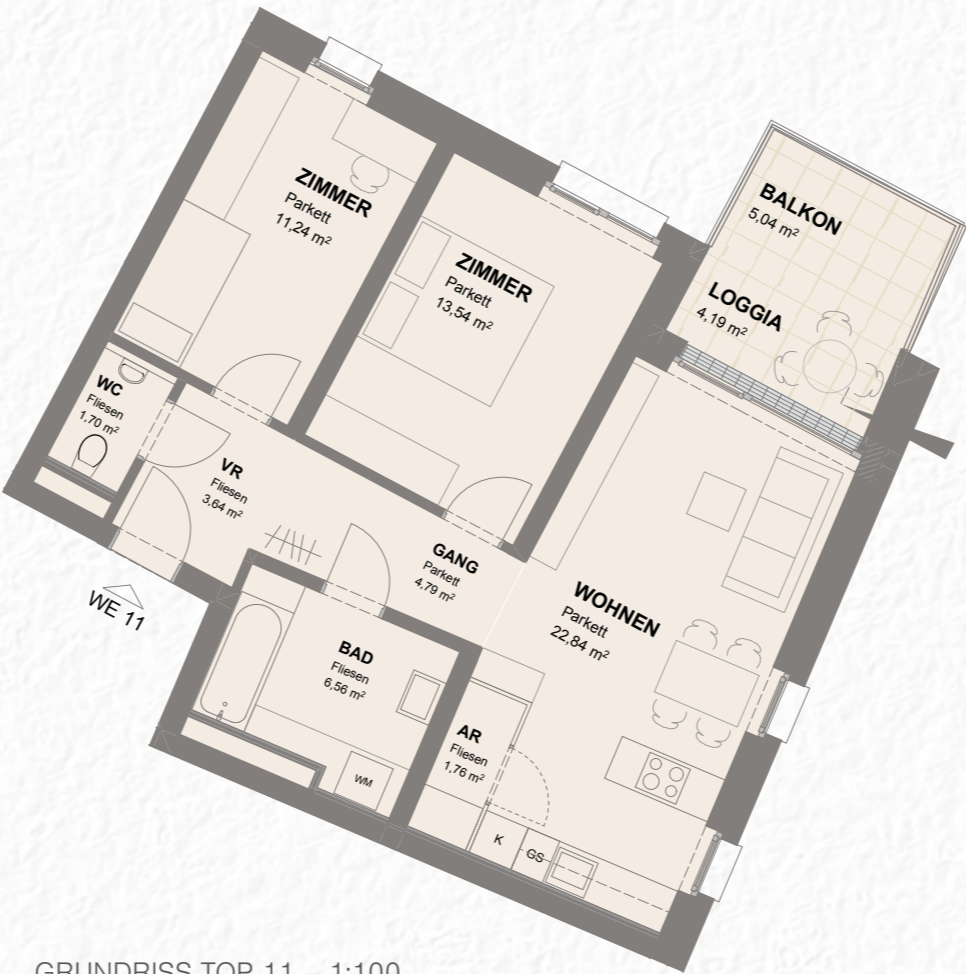 ZIMMER
Parkett
11,24 m²
ZIMMER
Parkett
13,54 m²
BALKON
5,04 m²
LOGGIA
4,19 m²
WC
Fliesen
1,70 m²
VR
Fliesen
3,64 m²
GANG
Parkett
4,79 m²
WOHNEN
Parkett
22,84 m²
WE 11
BAD
Fliesen
6,56 m²
AR
Fliesen
1,76 m²
WM
K
GS
GRUNDRISS TOP 11 – 1:100